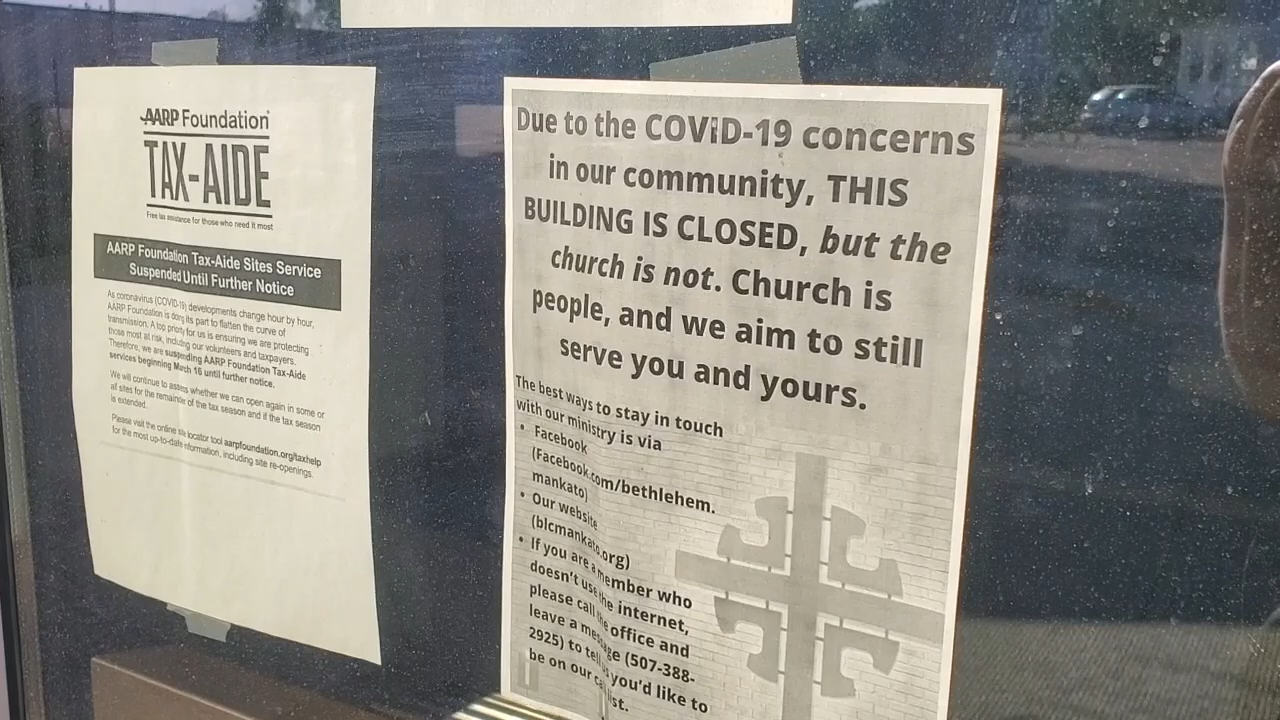 AARP Foundation
TAX-AIDE
Free tax assistance for those who need it most
AARP Foundation Tax-Aide Sites Service
Suspended Until Further Notice
As coronavirus (COVID-19) developments change hour by hour,
AARP Foundation is doing its part to flatten the curve of
transmission. A top priority for us is ensuring we are protecting
those most at risk, including our volunteers and taxpayers.
Therefore, we are suspending AARP Foundation Tax-Aide
services beginning March 16 until further notice.
We will continue to assess whether we can open again in some or
all sites for the remainder of the tax season and if the tax season
is extended.
Please visit the online site locator tool aarpfoundation.org/taxhelp
for the most up-to-date information, including site re-openings.
Due to the COVID-19 concerns
in our community, THIS
BUILDING IS CLOSED, but the
church is not. Church is
people, and we aim to still
serve you and yours.
The best ways to stay in touch
with our ministry is via
• Facebook
(Facebook.com/bethlehem.
mankato)
• Our website
(blcmankato.org)
• If you are a member who
doesn't use the internet,
please call the office and
leave a message (507-388-
2925) to tell us you'd like to
be on our call list.